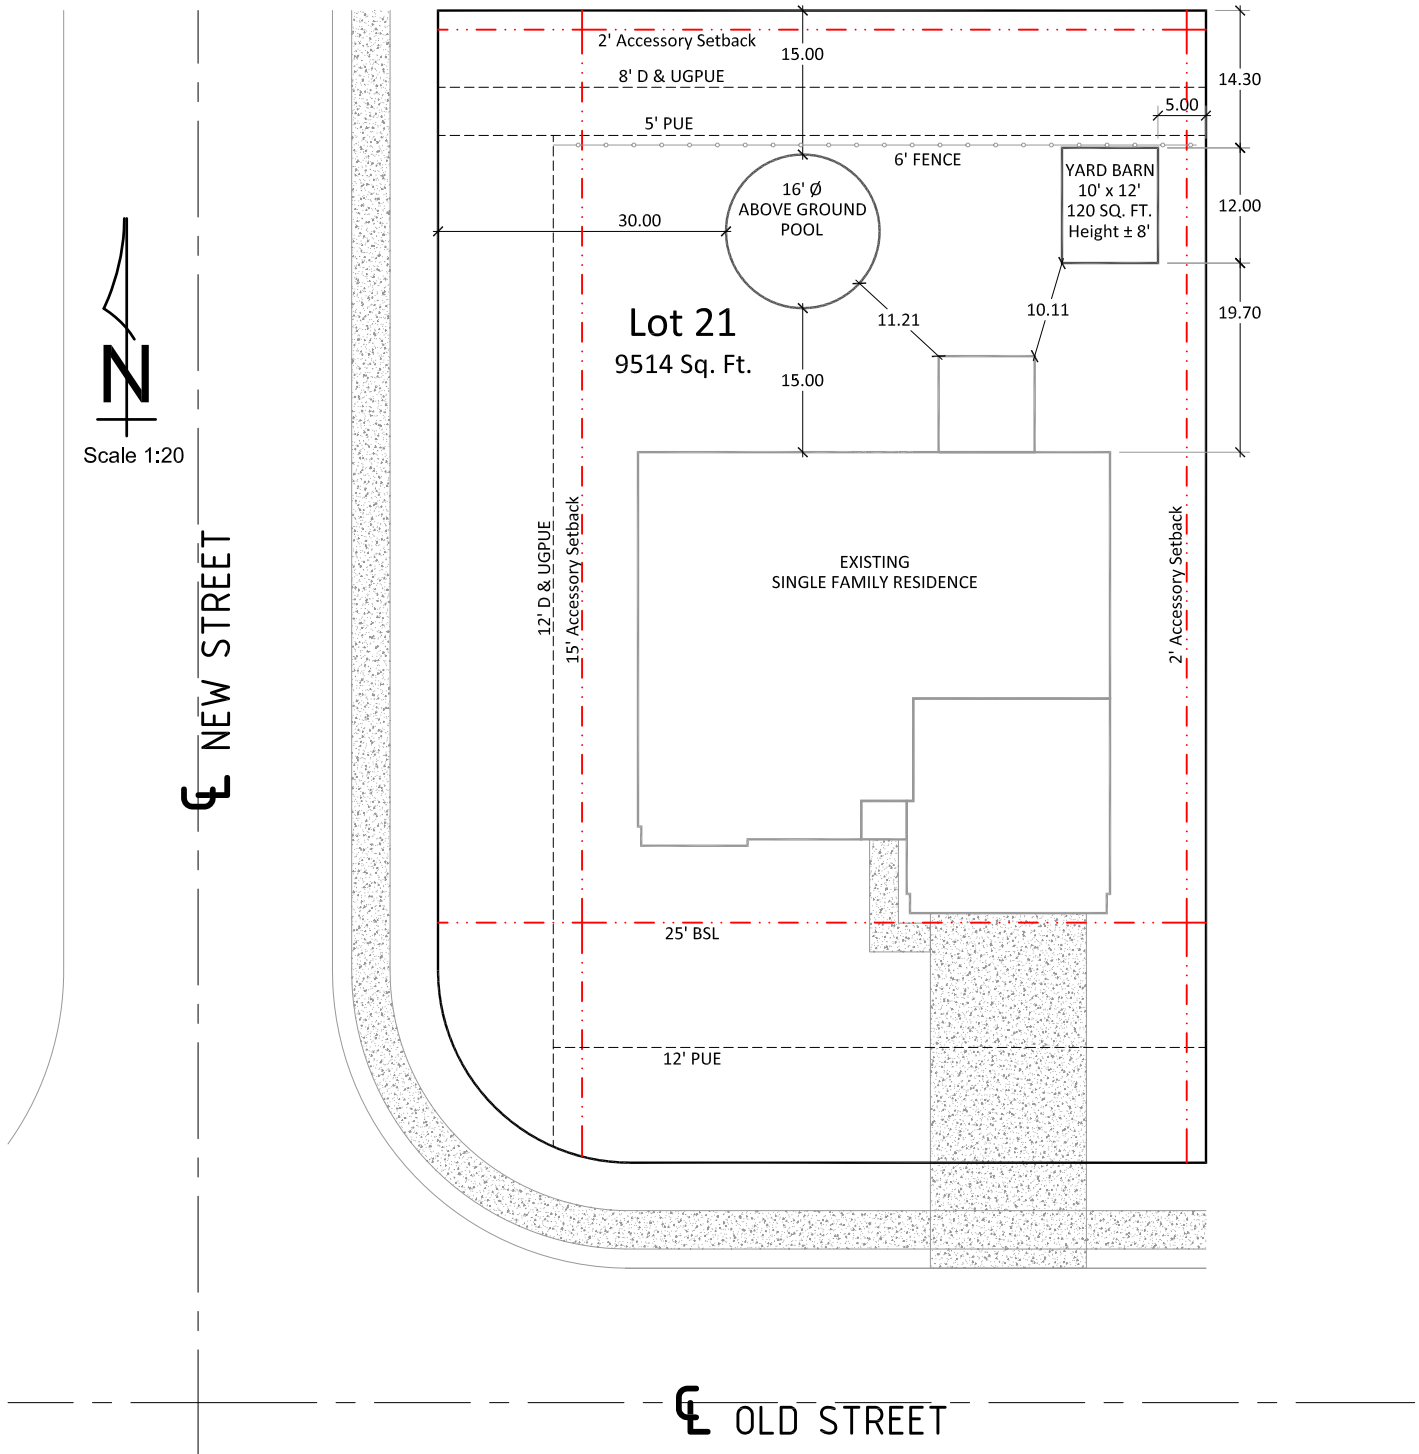 2' Accessory Setback
15.00
8' D & UGPUE
14.30
5.00
5' PUE
6' FENCE
YARD BARN
10' x 12'
120 SQ. FT.
Height ± 8'
16' Ø
ABOVE GROUND
POOL
12.00
30.00
Lot 21
9514 Sq. Ft.
11.21
10.11
19.70
15.00
N
Scale 1:20
12' D & UGPUE
15' Accessory Setback
2' Accessory Setback
EXISTING
SINGLE FAMILY RESIDENCE
CL NEW STREET
25' BSL
12' PUE
CL OLD STREET